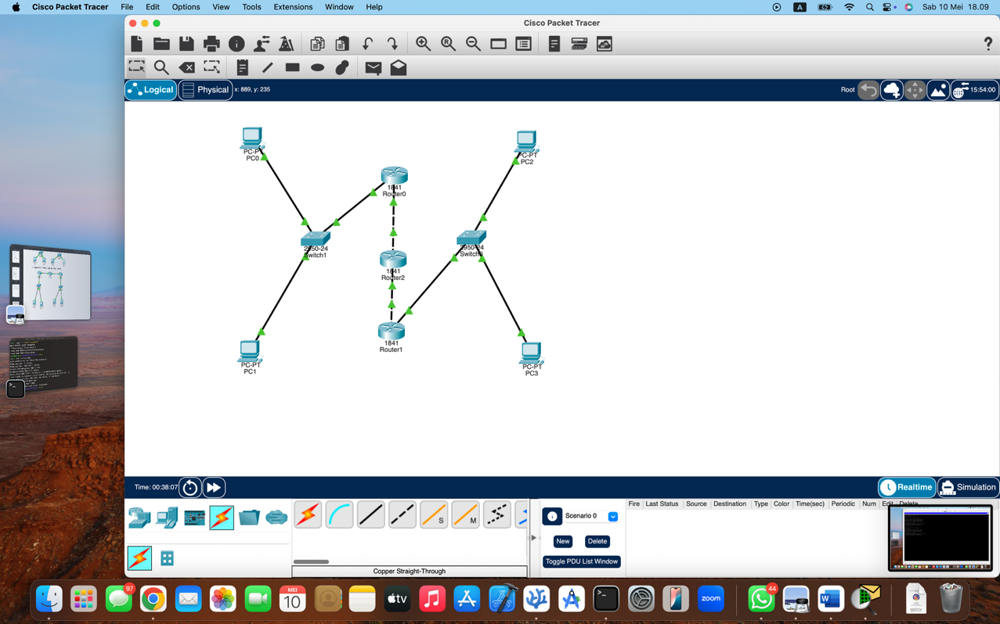 Cisco Packet Tracer File Edit Options View Tools Extensions Window Help A Sab 10 Mei 18.09
Cisco Packet Tracer
?
Logical Physical x: 889, y: 235 Root 15:54:00
PC-PT
PC0
PC-PT
PC2
1841
Router0
2950-24
Switch1
2950-24
Switch0
1841
Router2
1841
Router1
PC-PT
PC1
PC-PT
PC3
Time: 00:38:07 Realtime Simulation
Fire Last Status Source Destination Type Color Time(sec) Periodic Num Edit Delete
S M
Scenario 0
New Delete
Toggle PDU List Window
Copper Straight-Through
97 MEI 10 tv zoom 44 W